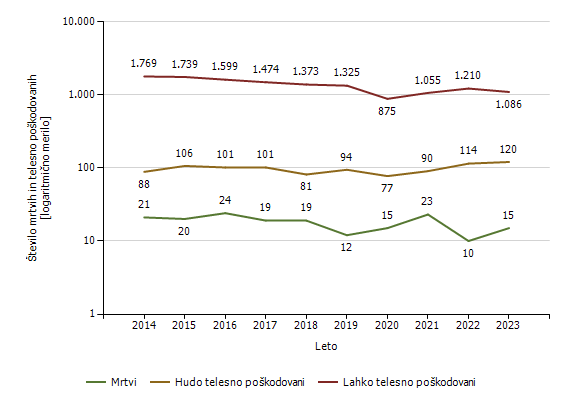 10.000
1.000
100
10
1
Število mrtvih in telesno poškodovanih
[logaritmično merilo]
1.769 1.739 1.599 1.474 1.373 1.325 875 1.055 1.210 1.086
88 106 101 101 81 94 77 90 114 120
21 20 24 19 19 12 15 23 10 15
2014 2015 2016 2017 2018 2019 2020 2021 2022 2023
Leto
Mrtvi Hudo telesno poškodovani Lahko telesno poškodovani